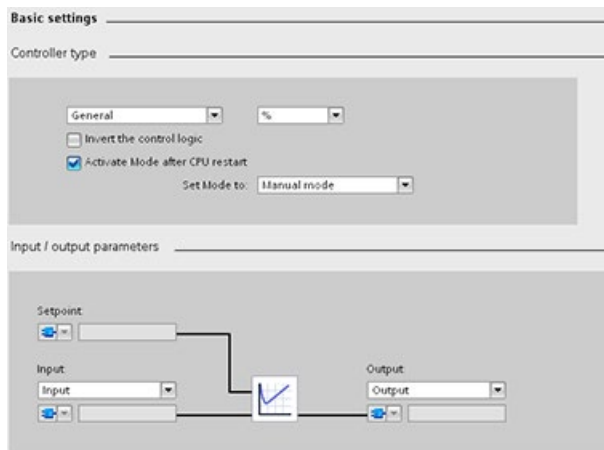 Basic settings
Controller type
General %
Invert the control logic
Activate Mode after CPU restart
Set Mode to: Manual mode
Input / output parameters
Setpoint:
Input: Output:
Input Output